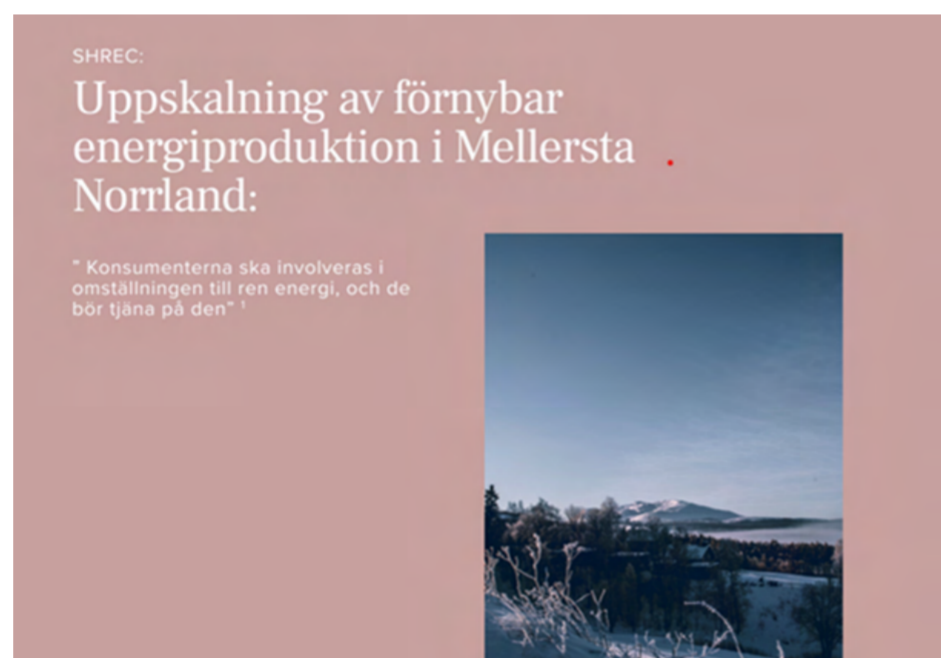 SHREC:
Uppskalning av förnybar
energiproduktion i Mellersta
Norrland:
" Konsumenterna ska involveras i
omställningen till ren energi, och de
bör tjäna på den" ¹